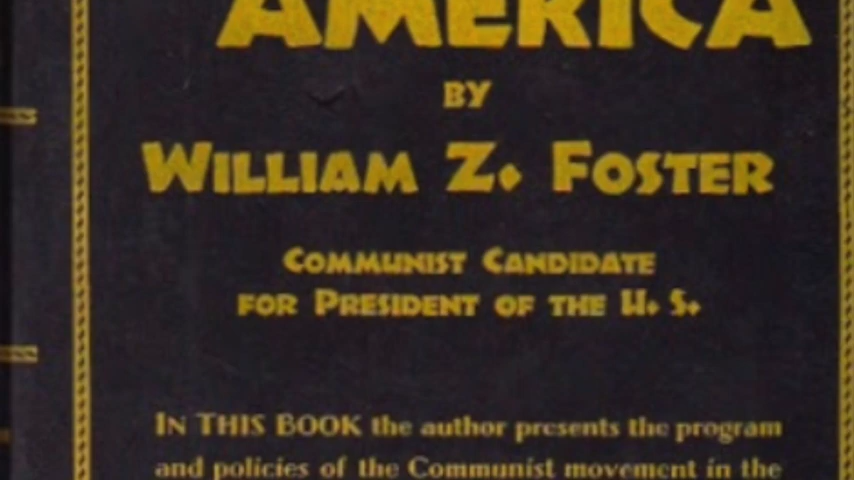 AMERICA
BY
WILLIAM Z. FOSTER
COMMUNIST CANDIDATE
FOR PRESIDENT OF THE U. S.
IN THIS BOOK the author presents the program
and policies of the Communist movement in the